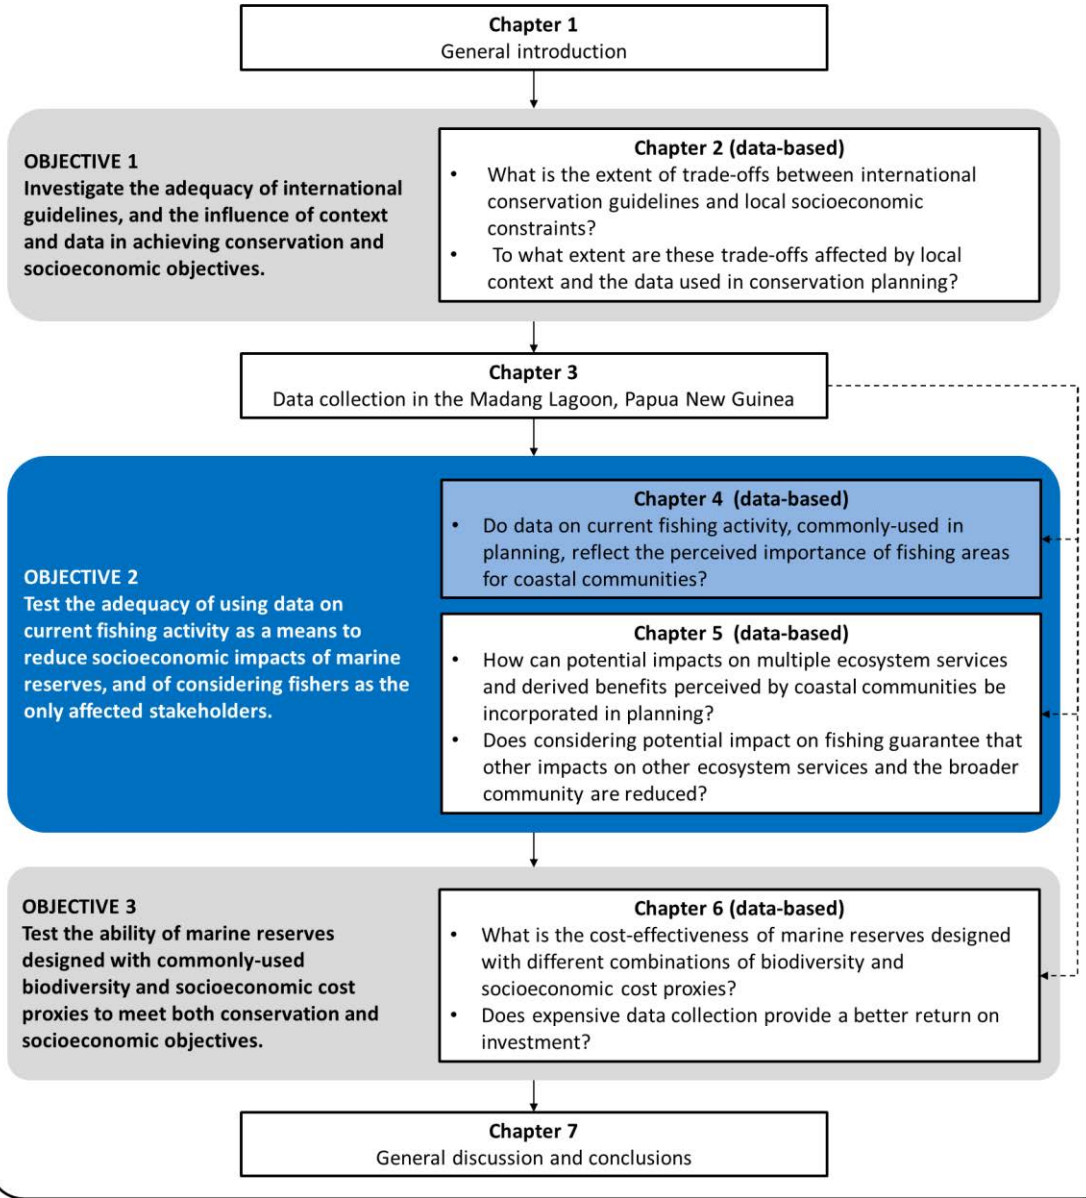 Chapter 1
General introduction
OBJECTIVE 1
Investigate the adequacy of international
guidelines, and the influence of context
and data in achieving conservation and
socioeconomic objectives.
Chapter 2 (data-based)
• What is the extent of trade-offs between international
conservation guidelines and local socioeconomic
constraints?
• To what extent are these trade-offs affected by local
context and the data used in conservation planning?
Chapter 3
Data collection in the Madang Lagoon, Papua New Guinea
OBJECTIVE 2
Test the adequacy of using data on
current fishing activity as a means to
reduce socioeconomic impacts of marine
reserves, and of considering fishers as the
only affected stakeholders.
Chapter 4 (data-based)
• Do data on current fishing activity, commonly-used in
planning, reflect the perceived importance of fishing areas
for coastal communities?
Chapter 5 (data-based)
• How can potential impacts on multiple ecosystem services
and derived benefits perceived by coastal communities be
incorporated in planning?
• Does considering potential impact on fishing guarantee that
other impacts on other ecosystem services and the broader
community are reduced?
OBJECTIVE 3
Test the ability of marine reserves
designed with commonly-used
biodiversity and socioeconomic cost
proxies to meet both conservation and
socioeconomic objectives.
Chapter 6 (data-based)
• What is the cost-effectiveness of marine reserves designed
with different combinations of biodiversity and
socioeconomic cost proxies?
• Does expensive data collection provide a better return on
investment?
Chapter 7
General discussion and conclusions